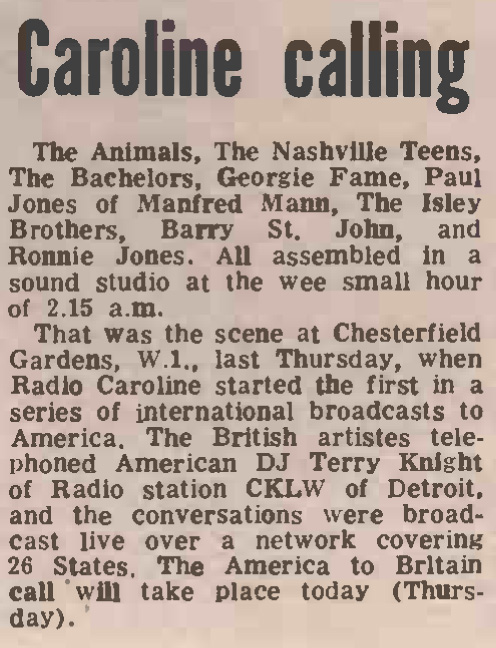 Caroline calling
The Animals, The Nashville Teens,
The Bachelors, Georgie Fame, Paul
Jones of Manfred Mann, The Isley
Brothers, Barry St. John, and
Ronnie Jones. All assembled in a
sound studio at the wee small hour
of 2.15 a.m.
That was the scene at Chesterfield
Gardens, W.1., last Thursday, when
Radio Caroline started the first in a
series of international broadcasts to
America. The British artistes tele-
phoned American DJ Terry Knight
of Radio station CKLW of Detroit,
and the conversations were broad-
cast live over a network covering
26 States. The America to Britain
call will take place today (Thurs-
day).